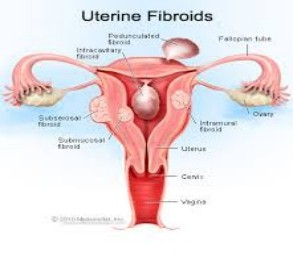 Uterine Fibroids
Pedunculated
fibroid
Intracavitary
fibroid
Fallopian tube
Subserosal
fibroid
Submucosal
fibroid
Intramural
fibroid
Ovary
Uterus
Cervix
Vagina